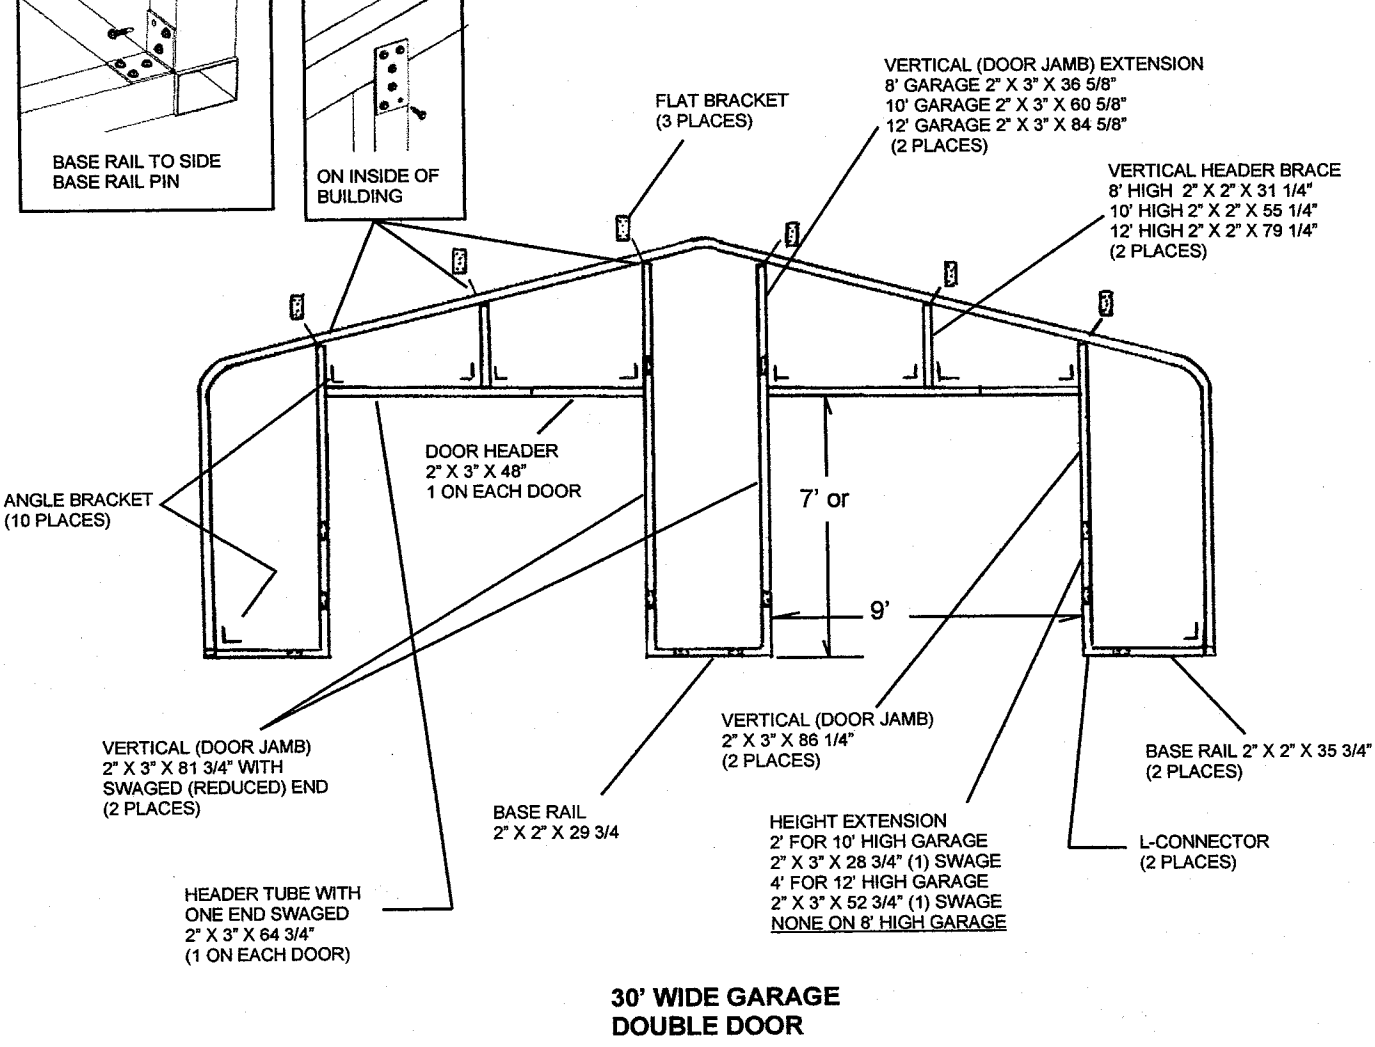 BASE RAIL TO SIDE
BASE RAIL PIN
ON INSIDE OF
BUILDING
FLAT BRACKET
(3 PLACES)
VERTICAL (DOOR JAMB) EXTENSION
8' GARAGE 2" X 3" X 36 5/8"
10' GARAGE 2" X 3" X 60 5/8"
12' GARAGE 2" X 3" X 84 5/8"
(2 PLACES)
VERTICAL HEADER BRACE
8' HIGH 2" X 2" X 31 1/4"
10' HIGH 2" X 2" X 55 1/4"
12' HIGH 2" X 2" X 79 1/4"
(2 PLACES)
DOOR HEADER
2" X 3" X 48"
1 ON EACH DOOR
ANGLE BRACKET
(10 PLACES)
7' or
9'
VERTICAL (DOOR JAMB)
2" X 3" X 81 3/4" WITH
SWAGED (REDUCED) END
(2 PLACES)
BASE RAIL
2" X 2" X 29 3/4
VERTICAL (DOOR JAMB)
2" X 3" X 86 1/4"
(2 PLACES)
BASE RAIL 2" X 2" X 35 3/4"
(2 PLACES)
HEIGHT EXTENSION
2' FOR 10' HIGH GARAGE
2" X 3" X 28 3/4" (1) SWAGE
4' FOR 12' HIGH GARAGE
2" X 3" X 52 3/4" (1) SWAGE
NONE ON 8' HIGH GARAGE
L-CONNECTOR
(2 PLACES)
HEADER TUBE WITH
ONE END SWAGED
2" X 3" X 64 3/4"
(1 ON EACH DOOR)
30' WIDE GARAGE
DOUBLE DOOR